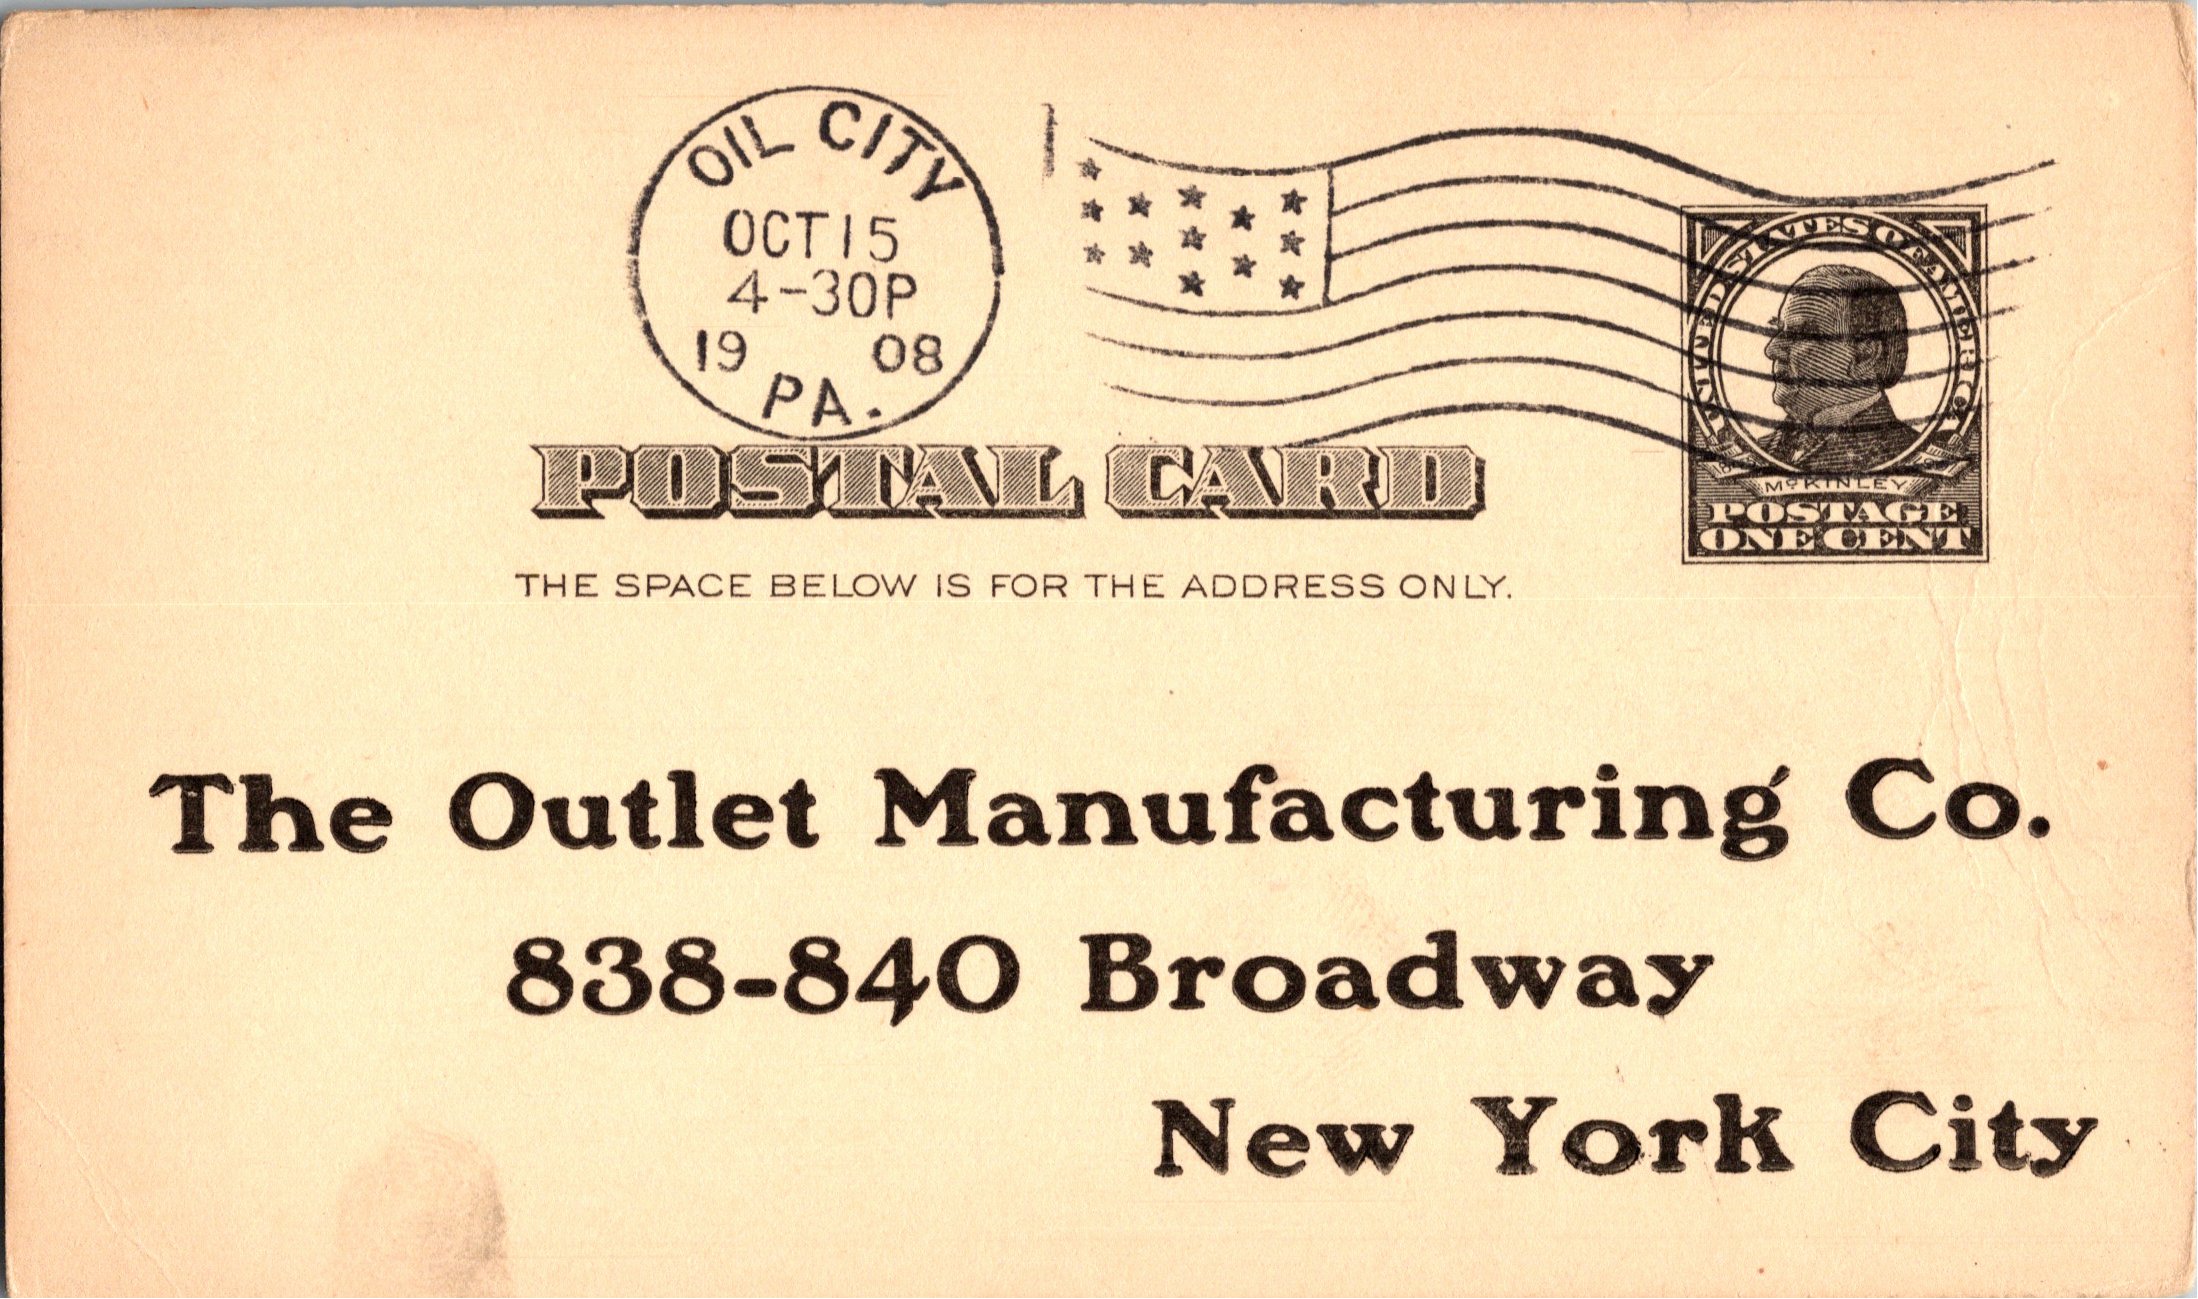 OIL CITY
OCT 15
4-30P
19 08
PA.
UNITED STATES OF AMERICA
McKINLEY
POSTAGE
ONE CENT
POSTAL CARD
THE SPACE BELOW IS FOR THE ADDRESS ONLY.
The Outlet Manufacturing Co.
838-840 Broadway
New York City